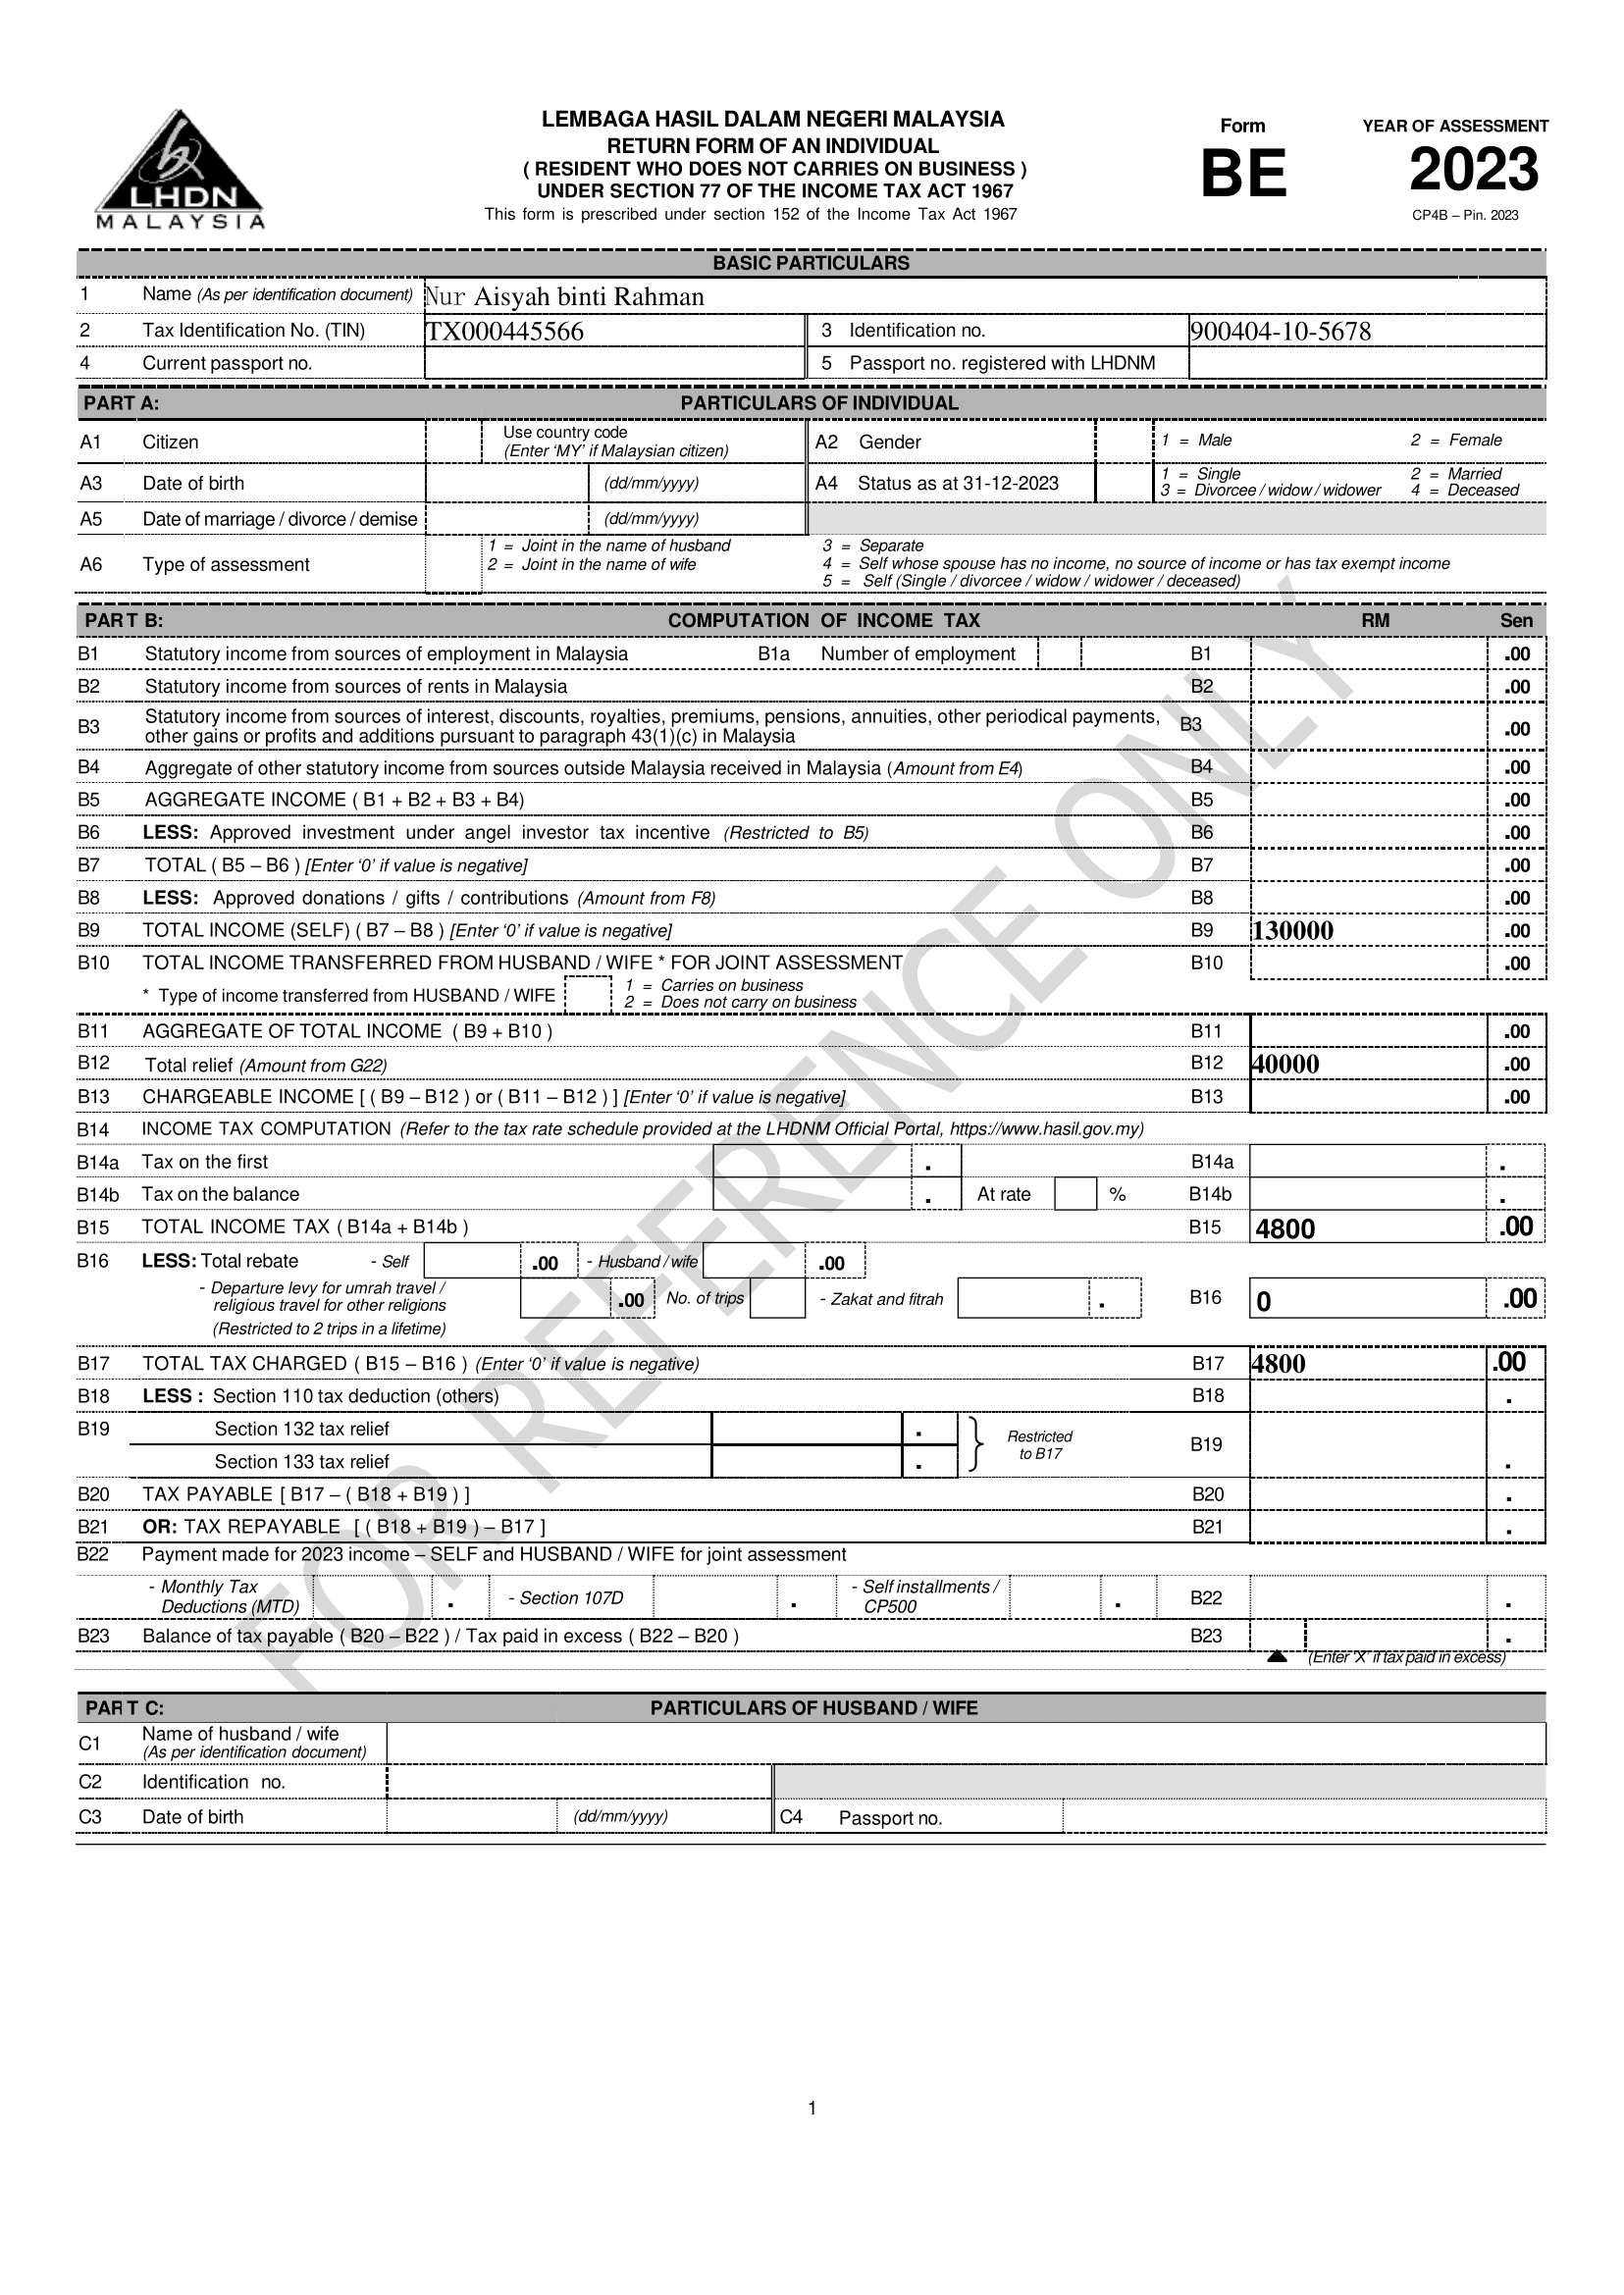 LHDN
MALAYSIA
LEMBAGA HASIL DALAM NEGERI MALAYSIA
RETURN FORM OF AN INDIVIDUAL
( RESIDENT WHO DOES NOT CARRIES ON BUSINESS )
UNDER SECTION 77 OF THE INCOME TAX ACT 1967
This form is prescribed under section 152 of the Income Tax Act 1967
Form
BE
YEAR OF ASSESSMENT
2023
CP4B – Pin. 2023
BASIC PARTICULARS
1 Name (As per identification document) Nur Aisyah binti Rahman
2 Tax Identification No. (TIN) TX000445566 3 Identification no. 900404-10-5678
4 Current passport no. 5 Passport no. registered with LHDNM
PART A: PARTICULARS OF INDIVIDUAL
A1 Citizen Use country code (Enter ‘MY’ if Malaysian citizen) A2 Gender 1 = Male 2 = Female
A3 Date of birth (dd/mm/yyyy) A4 Status as at 31-12-2023 1 = Single 2 = Married
3 = Divorcee / widow / widower 4 = Deceased
A5 Date of marriage / divorce / demise (dd/mm/yyyy)
A6 Type of assessment
1 = Joint in the name of husband 3 = Separate
2 = Joint in the name of wife 4 = Self whose spouse has no income, no source of income or has tax exempt income
5 = Self (Single / divorcee / widow / widower / deceased)
PART B: COMPUTATION OF INCOME TAX RM Sen
B1 Statutory income from sources of employment in Malaysia B1a Number of employment B1 .00
B2 Statutory income from sources of rents in Malaysia B2 .00
B3 Statutory income from sources of interest, discounts, royalties, premiums, pensions, annuities, other periodical payments,
other gains or profits and additions pursuant to paragraph 43(1)(c) in Malaysia B3 .00
B4 Aggregate of other statutory income from sources outside Malaysia received in Malaysia (Amount from E4) B4 .00
B5 AGGREGATE INCOME ( B1 + B2 + B3 + B4) B5 .00
B6 LESS: Approved investment under angel investor tax incentive (Restricted to B5) B6 .00
B7 TOTAL ( B5 – B6 ) [Enter ‘0’ if value is negative] B7 .00
B8 LESS: Approved donations / gifts / contributions (Amount from F8) B8 .00
B9 TOTAL INCOME (SELF) ( B7 – B8 ) [Enter ‘0’ if value is negative] B9 130000 .00
B10 TOTAL INCOME TRANSFERRED FROM HUSBAND / WIFE * FOR JOINT ASSESSMENT B10 .00
* Type of income transferred from HUSBAND / WIFE 1 = Carries on business
2 = Does not carry on business
B11 AGGREGATE OF TOTAL INCOME ( B9 + B10 ) B11 .00
B12 Total relief (Amount from G22) B12 40000 .00
B13 CHARGEABLE INCOME [ ( B9 – B12 ) or ( B11 – B12 ) ] [Enter ‘0’ if value is negative] B13 .00
B14 INCOME TAX COMPUTATION (Refer to the tax rate schedule provided at the LHDNM Official Portal, https://www.hasil.gov.my)
B14a Tax on the first . B14a .
B14b Tax on the balance . At rate % B14b .
B15 TOTAL INCOME TAX ( B14a + B14b ) B15 4800 .00
B16 LESS: Total rebate - Self .00 - Husband / wife .00
- Departure levy for umrah travel /
religious travel for other religions .00 No. of trips - Zakat and fitrah . B16 0 .00
(Restricted to 2 trips in a lifetime)
B17 TOTAL TAX CHARGED ( B15 – B16 ) (Enter ‘0’ if value is negative) B17 4800 .00
B18 LESS : Section 110 tax deduction (others) B18 .
B19 Section 132 tax relief . Restricted
to B17 B19
Section 133 tax relief . .
B20 TAX PAYABLE [ B17 – ( B18 + B19 ) ] B20 .
B21 OR: TAX REPAYABLE [ ( B18 + B19 ) – B17 ] B21 .
B22 Payment made for 2023 income – SELF and HUSBAND / WIFE for joint assessment
- Monthly Tax
Deductions (MTD) . - Section 107D . - Self installments /
CP500 . B22 .
B23 Balance of tax payable ( B20 – B22 ) / Tax paid in excess ( B22 – B20 ) B23 .
(Enter ‘X’ if tax paid in excess)
FOR REFERENCE ONLY
PART C: PARTICULARS OF HUSBAND / WIFE
C1 Name of husband / wife
(As per identification document)
C2 Identification no.
C3 Date of birth (dd/mm/yyyy) C4 Passport no.
1